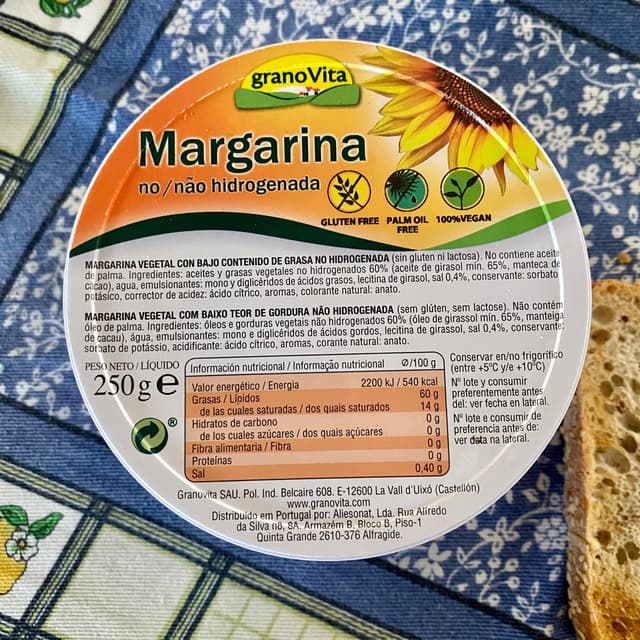 granoVita
Margarina
no/não hidrogenada
GLUTEN FREE
PALM OIL FREE
100%VEGAN
MARGARINA VEGETAL CON BAJO CONTENIDO DE GRASA NO HIDROGENADA (sin gluten ni lactosa). No contiene aceite
de palma. Ingredientes: aceites y grasas vegetales no hidrogenados 60% (aceite de girasol mín. 65%, manteca de
cacao), agua, emulsionantes: mono y diglicéridos de ácidos grasos, lecitina de girasol, sal 0,4%, conservante: sorbato
potásico, corrector de acidez: ácido cítrico, aromas, colorante natural: anato.
MARGARINA VEGETAL COM BAIXO TEOR DE GORDURA NÃO HIDROGENADA (sem glúten, sem lactose). Não contém
óleo de palma. Ingredientes: óleos e gorduras vegetais não hidrogenados 60% (óleo de girassol mín. 65%, manteiga
de cacau), água, emulsionantes: mono e diglicéridos de ácidos gordos, lecitina de girassol, sal 0,4%, conservante:
sorbato de potássio, acidificante: ácido cítrico, aromas, corante natural: anato.
PESO NETO / LÍQUIDO
250 g e
®
Información nutricional / Informação nutricional Ø/100 g
Valor energético / Energia 2200 kJ / 540 kcal
Grasas / Lípidos 60 g
de las cuales saturadas / dos quais saturados 14 g
Hidratos de carbono 0 g
de los cuales azúcares / dos quais açúcares 0 g
Fibra alimentaria / Fibra 0 g
Proteínas 0 g
Sal 0,40 g
Conservar en/no frigorífico
(entre +5ºC y/e +10ºC)
Nº lote y consumir
preferentemente antes
del: ver fecha en lateral.
Nº lote e consumir de
preferencia antes de:
ver data na lateral.
Granovita SAU. Pol. Ind. Belcaire 608. E-12600 La Vall d'Uixó (Castellón)
www.granovita.com
Distribuido em Portugal por: Aliesonat, Lda. Rua Alfredo
da Silva nº, 8A. Armazém B, Bloco B, Piso-1
Quinta Grande 2610-376 Alfragide.